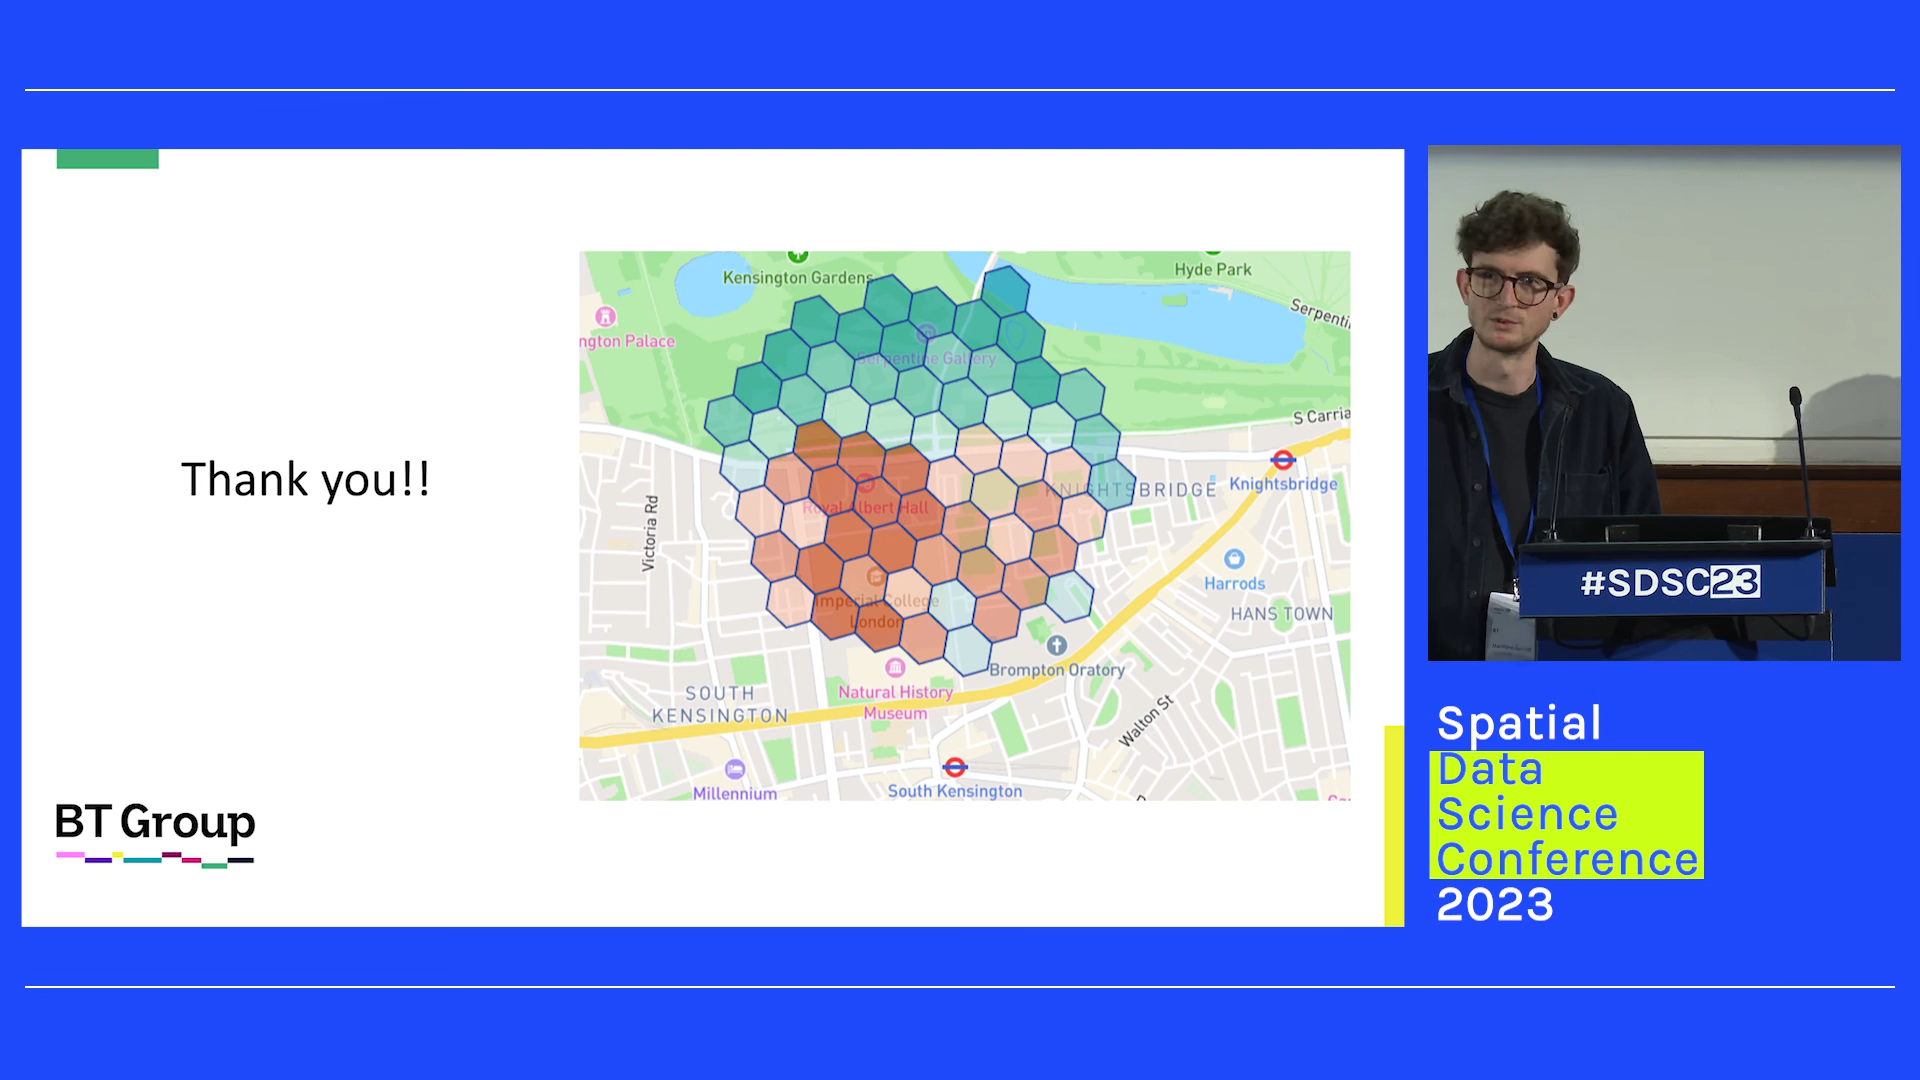 Thank you!!
BT Group
Kensington Gardens
Hyde Park
Serpenti
ngton Palace
Serpentine Gallery
S Carria
KNIGHTSBRIDGE
Knightsbridge
Royal Albert Hall
Victoria Rd
Harrods
HANS TOWN
Imperial College
London
Brompton Oratory
Natural History
Museum
SOUTH
KENSINGTON
Walton St
Millennium
South Kensington
#SDSC23
Spatial
Data
Science
Conference
2023